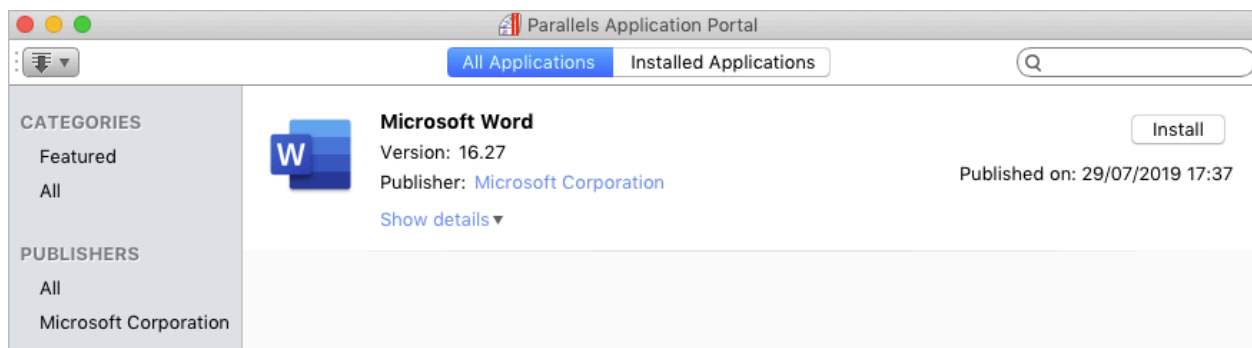 Parallels Application Portal
All Applications
Installed Applications
CATEGORIES
Featured
All
PUBLISHERS
All
Microsoft Corporation
W
Microsoft Word
Version: 16.27
Publisher: Microsoft Corporation
Show details
Install
Published on: 29/07/2019 17:37